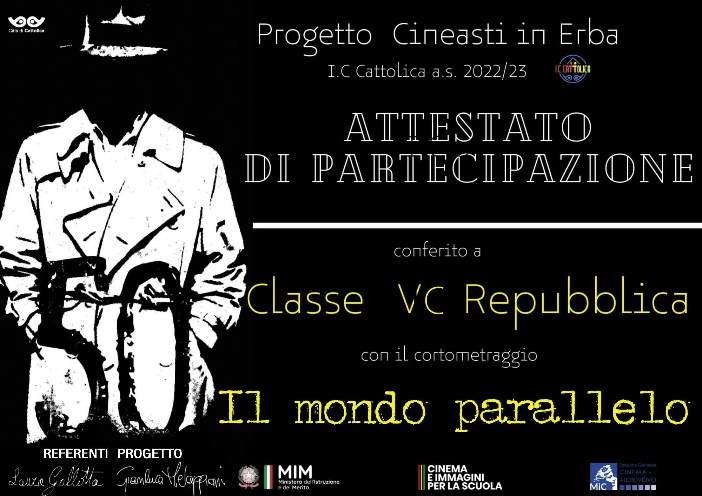 Città di Cattolica
Progetto Cineasti in Erba
I.C Cattolica a.s. 2022/23
I.C. CATTOLICA
ATTESTATO
DI PARTECIPAZIONE
conferito a
Classe VC Repubblica
con il cortometraggio
Il mondo parallelo
50
REFERENTI PROGETTO
Laura Gallotta
Gianluca
MIM
Ministero dell'Istruzione
e del Merito
CINEMA
E IMMAGINI
PER LA SCUOLA
MiC
Direzione Generale
CINEMA e
AUDIOVISIVO